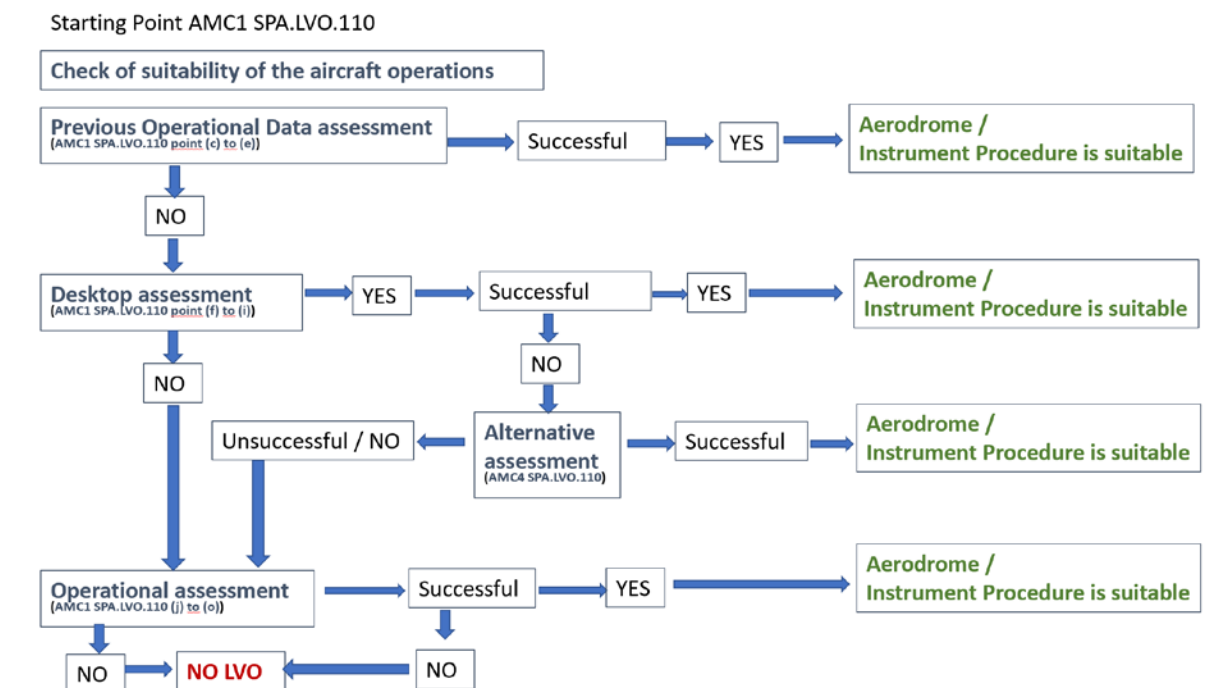 Starting Point AMC1 SPA.LVO.110
Check of suitability of the aircraft operations
Previous Operational Data assessment
(AMC1 SPA.LVO.110 point (c) to (e))
Successful
YES
Aerodrome /
Instrument Procedure is suitable
NO
Desktop assessment
(AMC1 SPA.LVO.110 point (f) to (i))
YES
Successful
YES
Aerodrome /
Instrument Procedure is suitable
NO
NO
Unsuccessful / NO
Alternative
assessment
(AMC4 SPA.LVO.110)
Successful
Aerodrome /
Instrument Procedure is suitable
Operational assessment
(AMC1 SPA.LVO.110 (j) to (o))
Successful
YES
Aerodrome /
Instrument Procedure is suitable
NO
NO LVO
NO